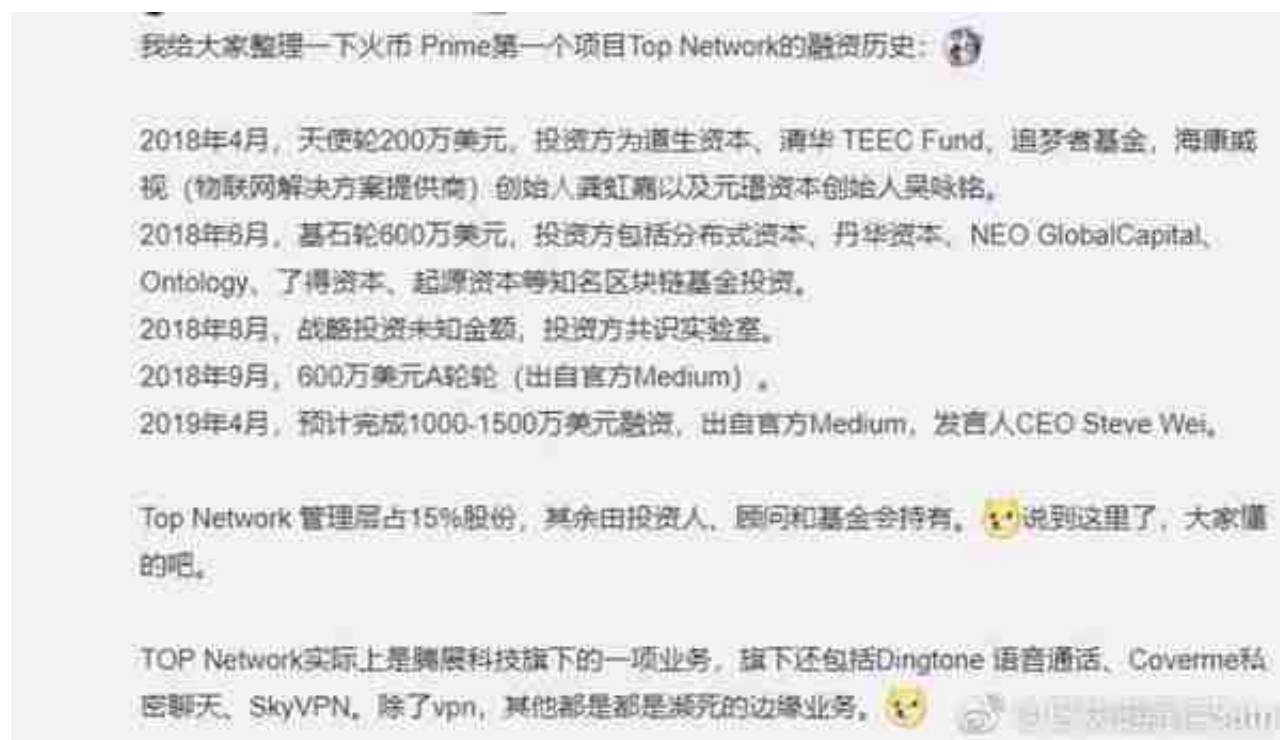 我给大家整理一下火币 Prime第一个项目Top Network的融资历史：
2018年4月，天使轮200万美元，投资方为道生资本、清华 TEEC Fund、追梦者基金，海康威
视（物联网解决方案提供商）创始人龚虹嘉以及元璟资本创始人吴咏铭。
2018年6月，基石轮600万美元，投资方包括分布式资本、丹华资本、NEO GlobalCapital、
Ontology、了得资本、起源资本等知名区块链基金投资。
2018年8月，战略投资未知金额，投资方共识实验室。
2018年9月，600万美元A轮轮（出自官方Medium）。
2019年4月，预计完成1000-1500万美元融资，出自官方Medium，发言人CEO Steve Wei。
Top Network 管理层占15%股份，其余由投资人、顾问和基金会持有。说到这里了，大家懂
的吧。
TOP Network实际上是腾展科技旗下的一项业务，旗下还包括Dingtone 语音通话、Coverme私
密聊天、SkyVPN。除了vpn，其他都是都是濒死的边缘业务。